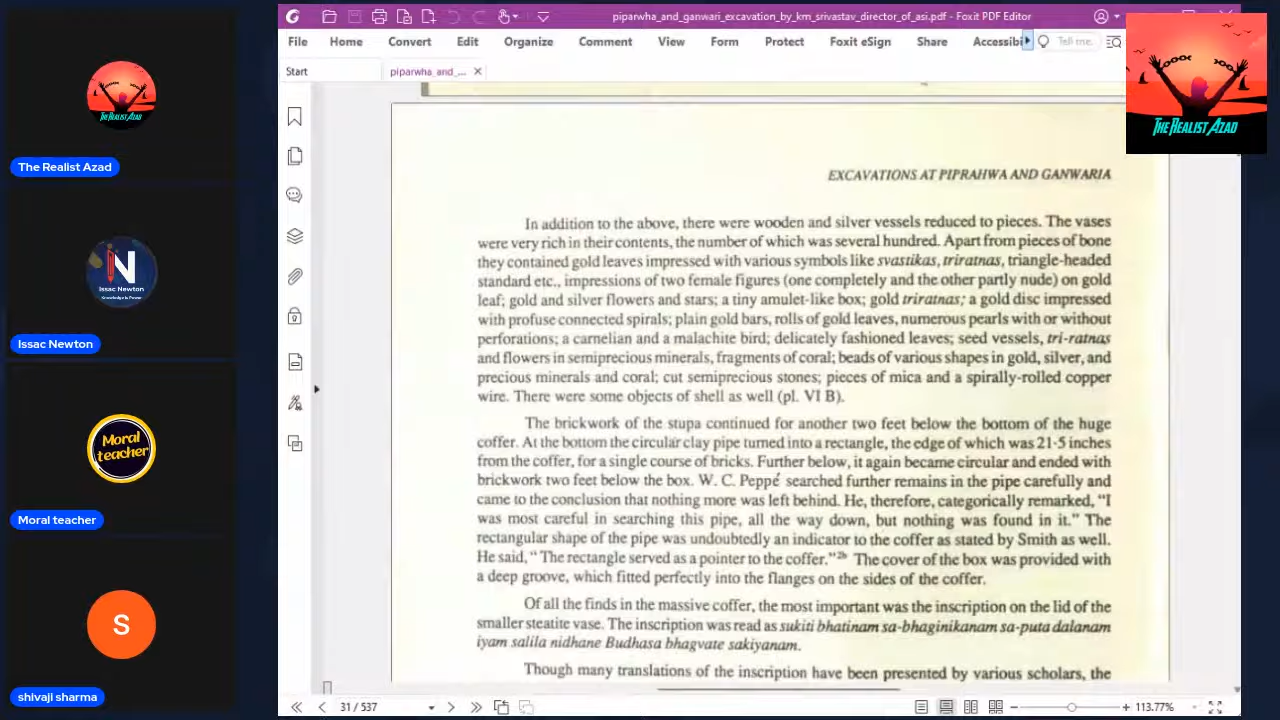 THE REALIST AZAD
The Realist Azad
N
Issac Newton
Knowledge is Power
Issac Newton
Moral
teacher
Moral teacher
S
shivaji sharma
piparwha_and_ganwari_excavation_by_km_srivastav_director_of_asi.pdf - Foxit PDF Editor
File Home Convert Edit Organize Comment View Form Protect Foxit eSign Share Accessibi Tell me.
Start piparwha_and_...
THE REALIST AZAD
EXCAVATIONS AT PIPRAHWA AND GANWARIA
In addition to the above, there were wooden and silver vessels reduced to pieces. The vases
were very rich in their contents, the number of which was several hundred. Apart from pieces of bone
they contained gold leaves impressed with various symbols like svastikas, triratnas, triangle-headed
standard etc., impressions of two female figures (one completely and the other partly nude) on gold
leaf; gold and silver flowers and stars; a tiny amulet-like box; gold triratnas; a gold disc impressed
with profuse connected spirals; plain gold bars, rolls of gold leaves, numerous pearls with or without
perforations; a carnelian and a malachite bird; delicately fashioned leaves; seed vessels, tri-ratnas
and flowers in semiprecious minerals, fragments of coral; beads of various shapes in gold, silver, and
precious minerals and coral; cut semiprecious stones; pieces of mica and a spirally-rolled copper
wire. There were some objects of shell as well (pl. VI B).
The brickwork of the stupa continued for another two feet below the bottom of the huge
coffer. At the bottom the circular clay pipe turned into a rectangle, the edge of which was 21·5 inches
from the coffer, for a single course of bricks. Further below, it again became circular and ended with
brickwork two feet below the box. W. C. Peppé searched further remains in the pipe carefully and
came to the conclusion that nothing more was left behind. He, therefore, categorically remarked, "I
was most careful in searching this pipe, all the way down, but nothing was found in it." The
rectangular shape of the pipe was undoubtedly an indicator to the coffer as stated by Smith as well.
He said, "The rectangle served as a pointer to the coffer." The cover of the box was provided with
a deep groove, which fitted perfectly into the flanges on the sides of the coffer.
Of all the finds in the massive coffer, the most important was the inscription on the lid of the
smaller steatite vase. The inscription was read as sukiti bhatinam sa-bhaginikanam sa-puta dalanam
iyam salila nidhane Budhasa bhagvate sakiyanam.
Though many translations of the inscription have been presented by various scholars, the
31 / 537 113.77%